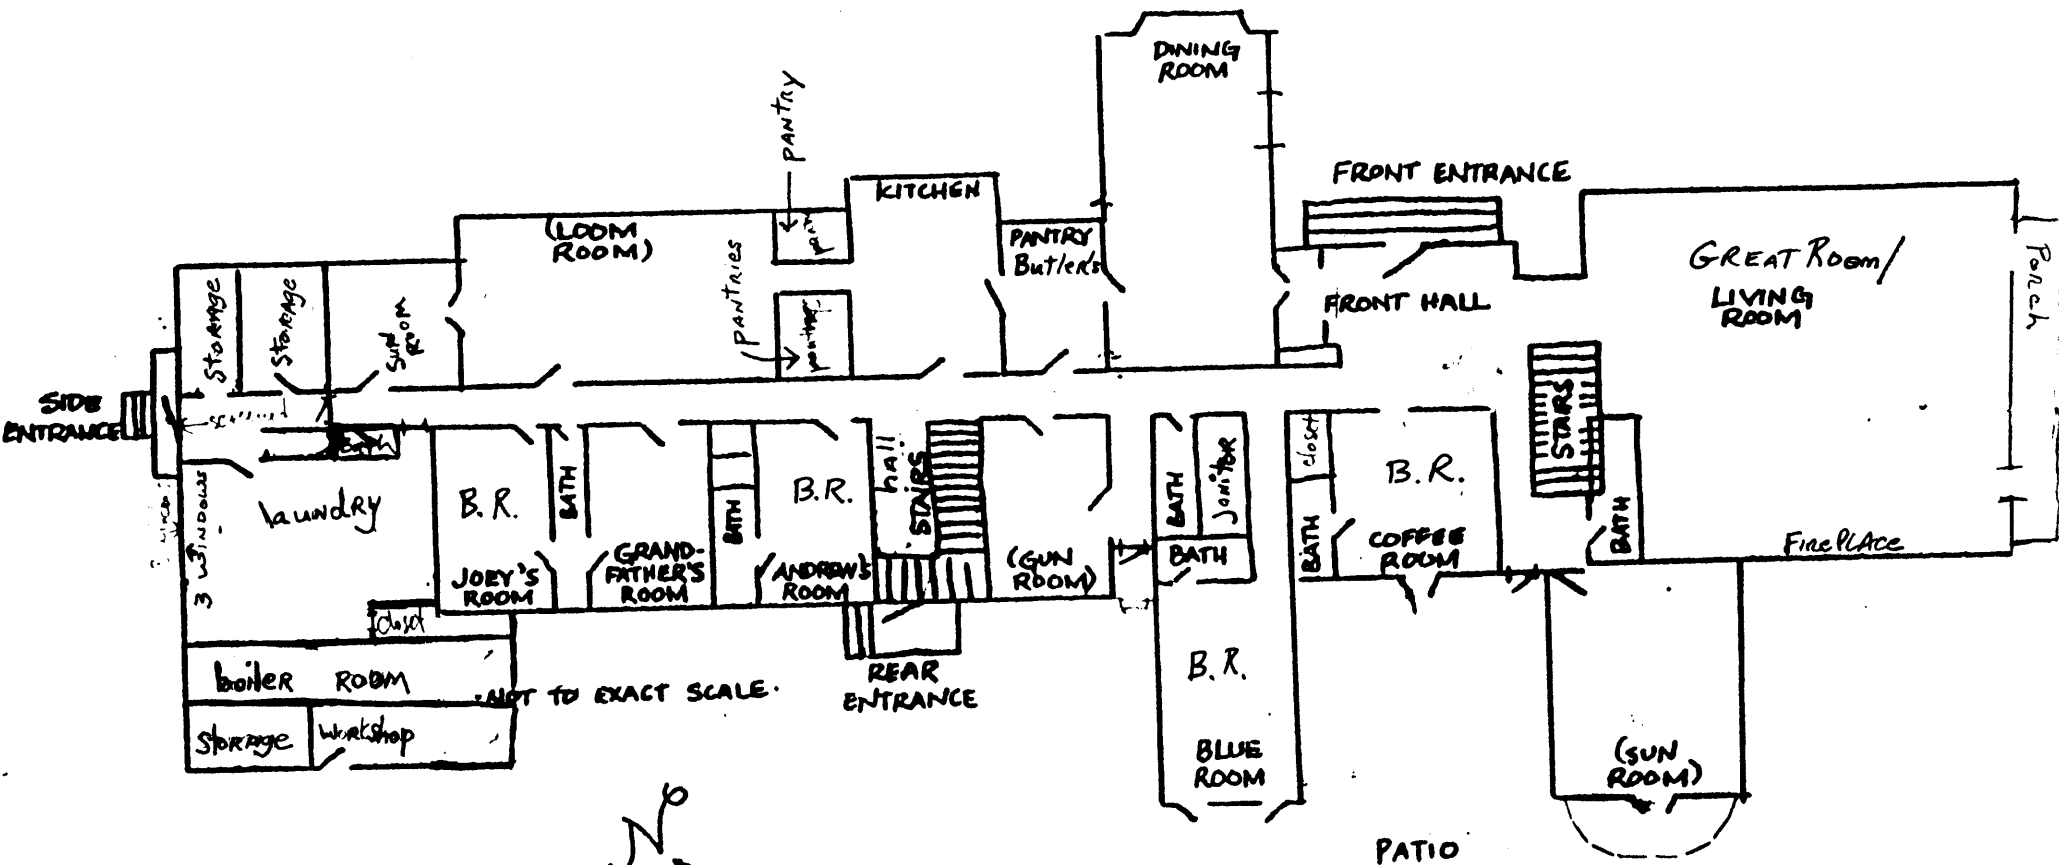 DINING
ROOM
PANTRY
FRONT ENTRANCE
KITCHEN
(LOOM
ROOM)
PANTRY
Butler's
PANTRIES
GREAT ROOM/
LIVING
ROOM
PORCH
FRONT HALL
STORAGE
STORAGE
SUN
ROOM
SIDE
ENTRANCE
STAIRS
BATH
hall
STAIRS
closet
B.R.
COFFEE
ROOM
BATH
BATH
JANITOR
BATH
BATH
FIREPLACE
laundry
3 WINDOWS
B.R.
JOEY'S
ROOM
BATH
GRAND-
FATHER'S
ROOM
BATH
B.R.
ANDREW'S
ROOM
(GUN
ROOM)
closet
boiler ROOM
·NOT TO EXACT SCALE·
REAR
ENTRANCE
B.R.
BLUE
ROOM
Storage
Workshop
(SUN
ROOM)
N
PATIO